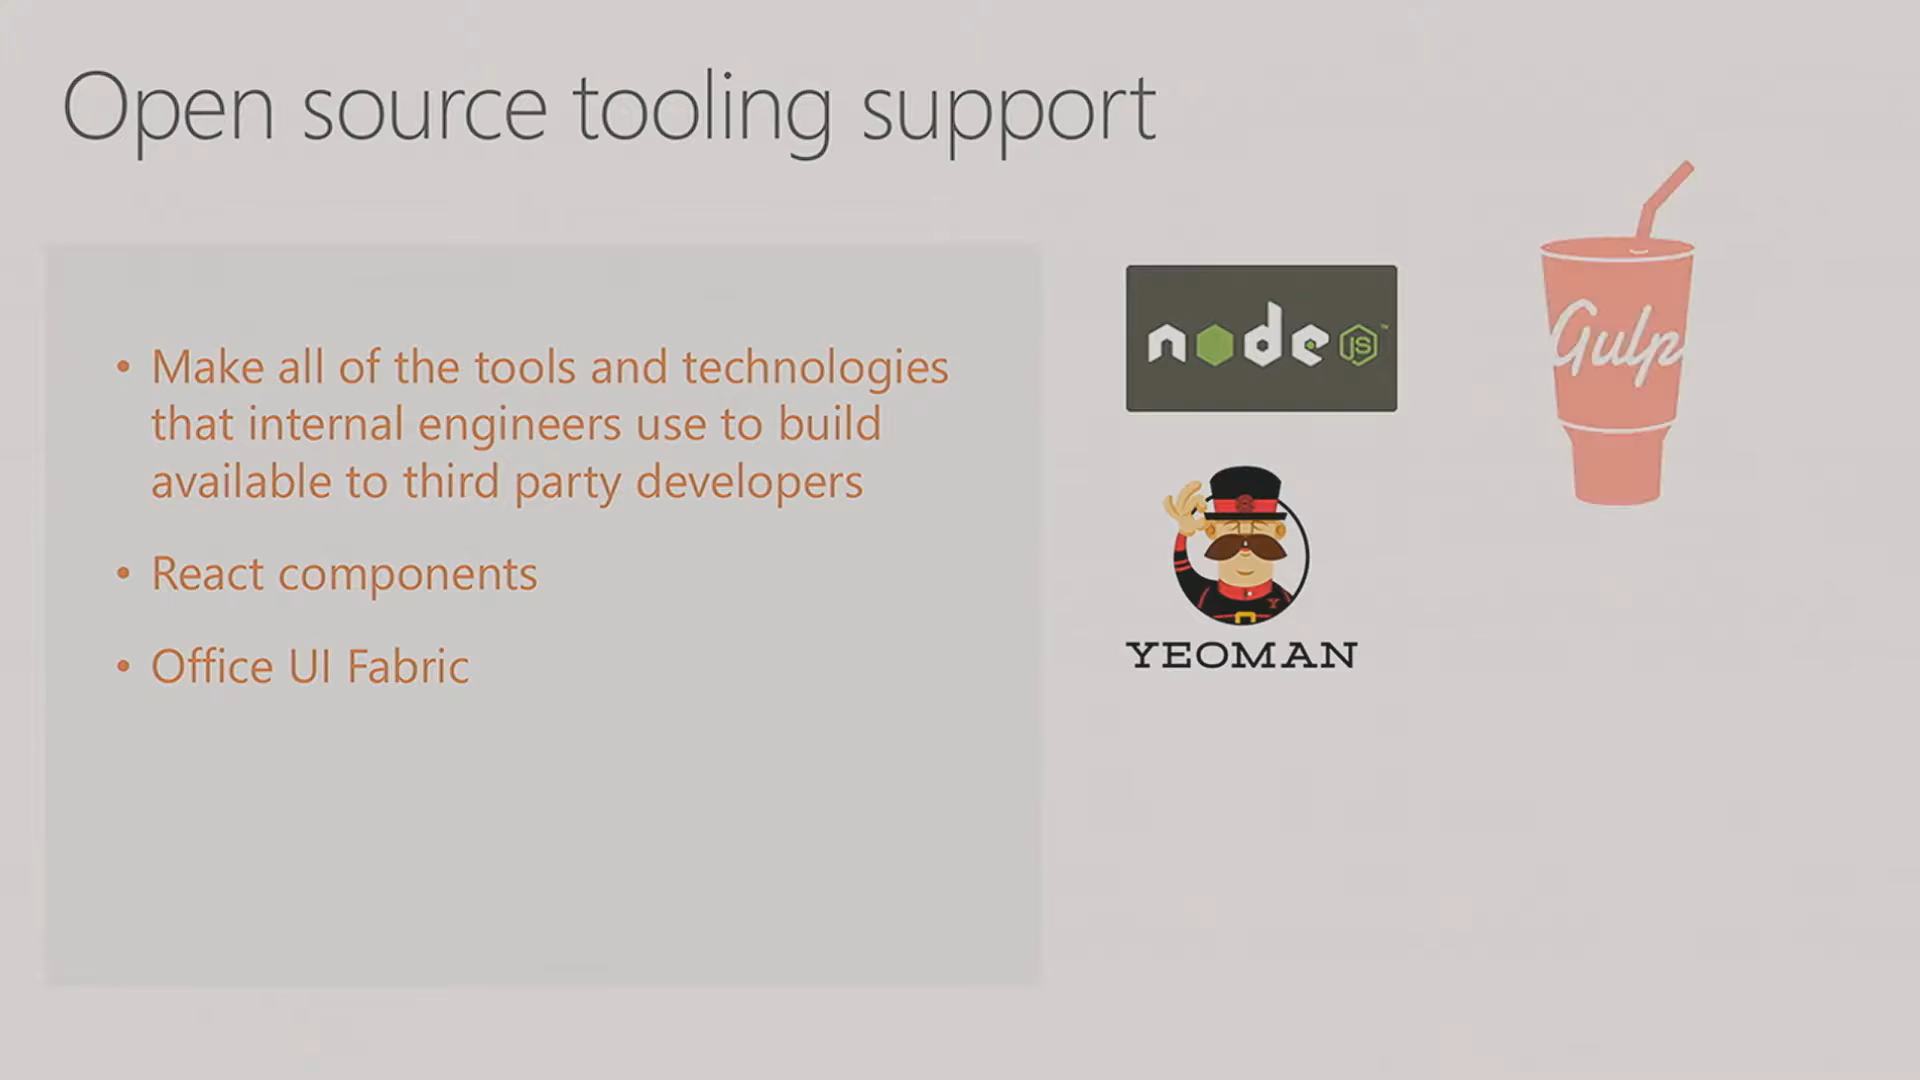 Open source tooling support
• Make all of the tools and technologies
that internal engineers use to build
available to third party developers
• React components
• Office UI Fabric
node JS™
Gulp
YEOMAN